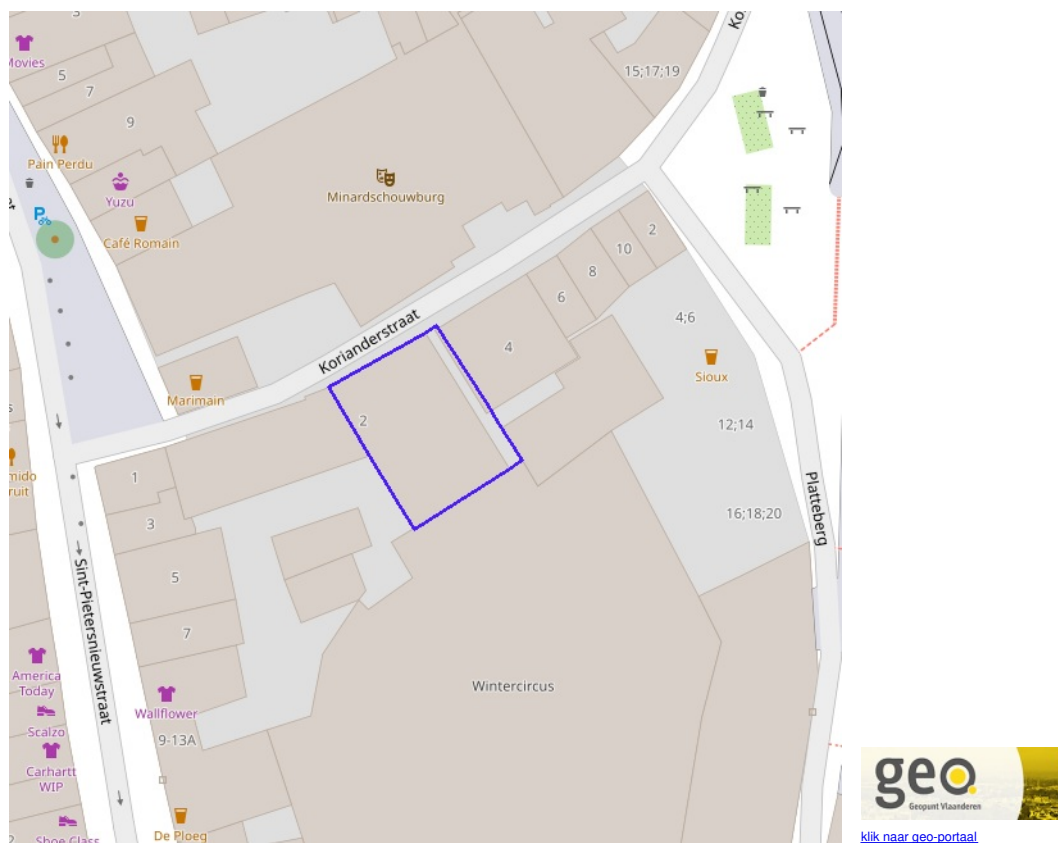 3
Movies
5
7
9
15;17;19
Pain Perdu
Yuzu
Café Romain
Minardschouwburg
P
2
10
8
6
4;6
Korianderstraat
4
Sioux
Marimain
2
12;14
1
3
16;18;20
Platteberg
5
Sint-Pietersnieuwstraat
7
America
Today
Wintercircus
Wallflower
Scalzo
9-13A
Carhartt
WIP
De Ploeg
geo
Geopunt Vlaanderen
klik naar geo-portaal